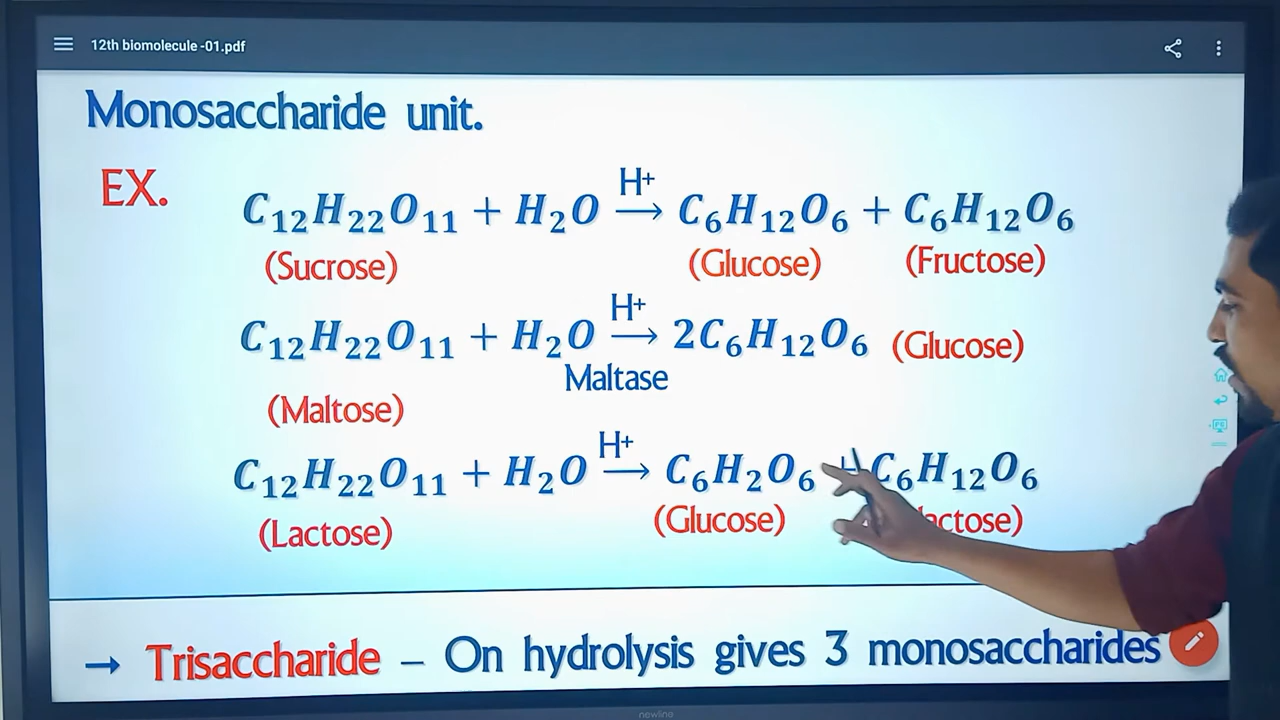 12th biomolecule -01.pdf
Monosaccharide unit.
EX. C₁₂H₂₂O₁₁ + H₂O H⁺ → C₆H₁₂O₆ + C₆H₁₂O₆
(Sucrose) (Glucose) (Fructose)
C₁₂H₂₂O₁₁ + H₂O H⁺ → 2C₆H₁₂O₆ (Glucose)
Maltase
(Maltose)
C₁₂H₂₂O₁₁ + H₂O H⁺ → C₆H₂O₆ + C₆H₁₂O₆
(Lactose) (Glucose)
→ Trisaccharide – On hydrolysis gives 3 monosaccharides
newline